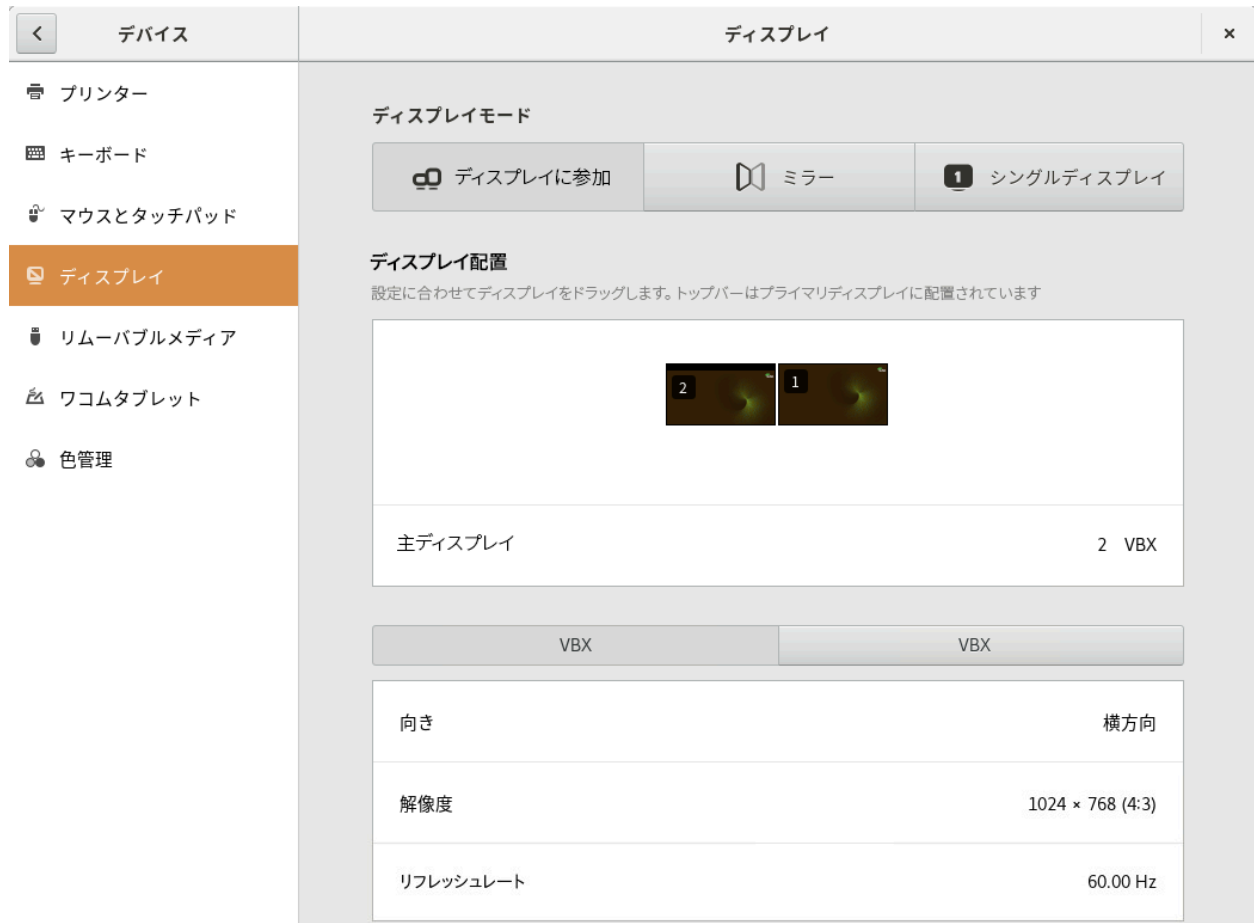 デバイス
ディスプレイ
×
プリンター
キーボード
マウスとタッチパッド
ディスプレイ
リムーバブルメディア
ワコムタブレット
色管理
ディスプレイモード
ディスプレイに参加
ミラー
1 シングルディスプレイ
ディスプレイ配置
設定に合わせてディスプレイをドラッグします。トップバーはプライマリディスプレイに配置されています
2
1
主ディスプレイ 2 VBX
VBX
VBX
向き 横方向
解像度 1024 × 768 (4:3)
リフレッシュレート 60.00 Hz